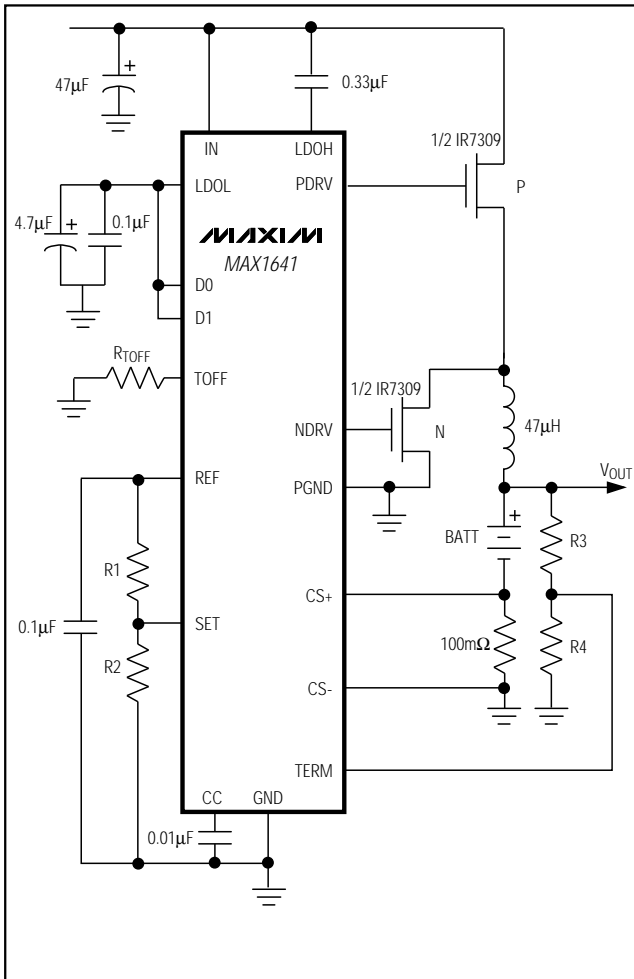 47µF
+
0.33µF
1/2 IR7309
IN
LDOH
LDOL
PDRV
P
4.7µF
+
0.1µF
MAXIM
MAX1641
D0
D1
RTOFF
TOFF
1/2 IR7309
NDRV
N
47µH
REF
PGND
VOUT
BATT
+
R3
R1
CS+
0.1µF
SET
100mΩ
R4
R2
CS-
TERM
CC
GND
0.01µF